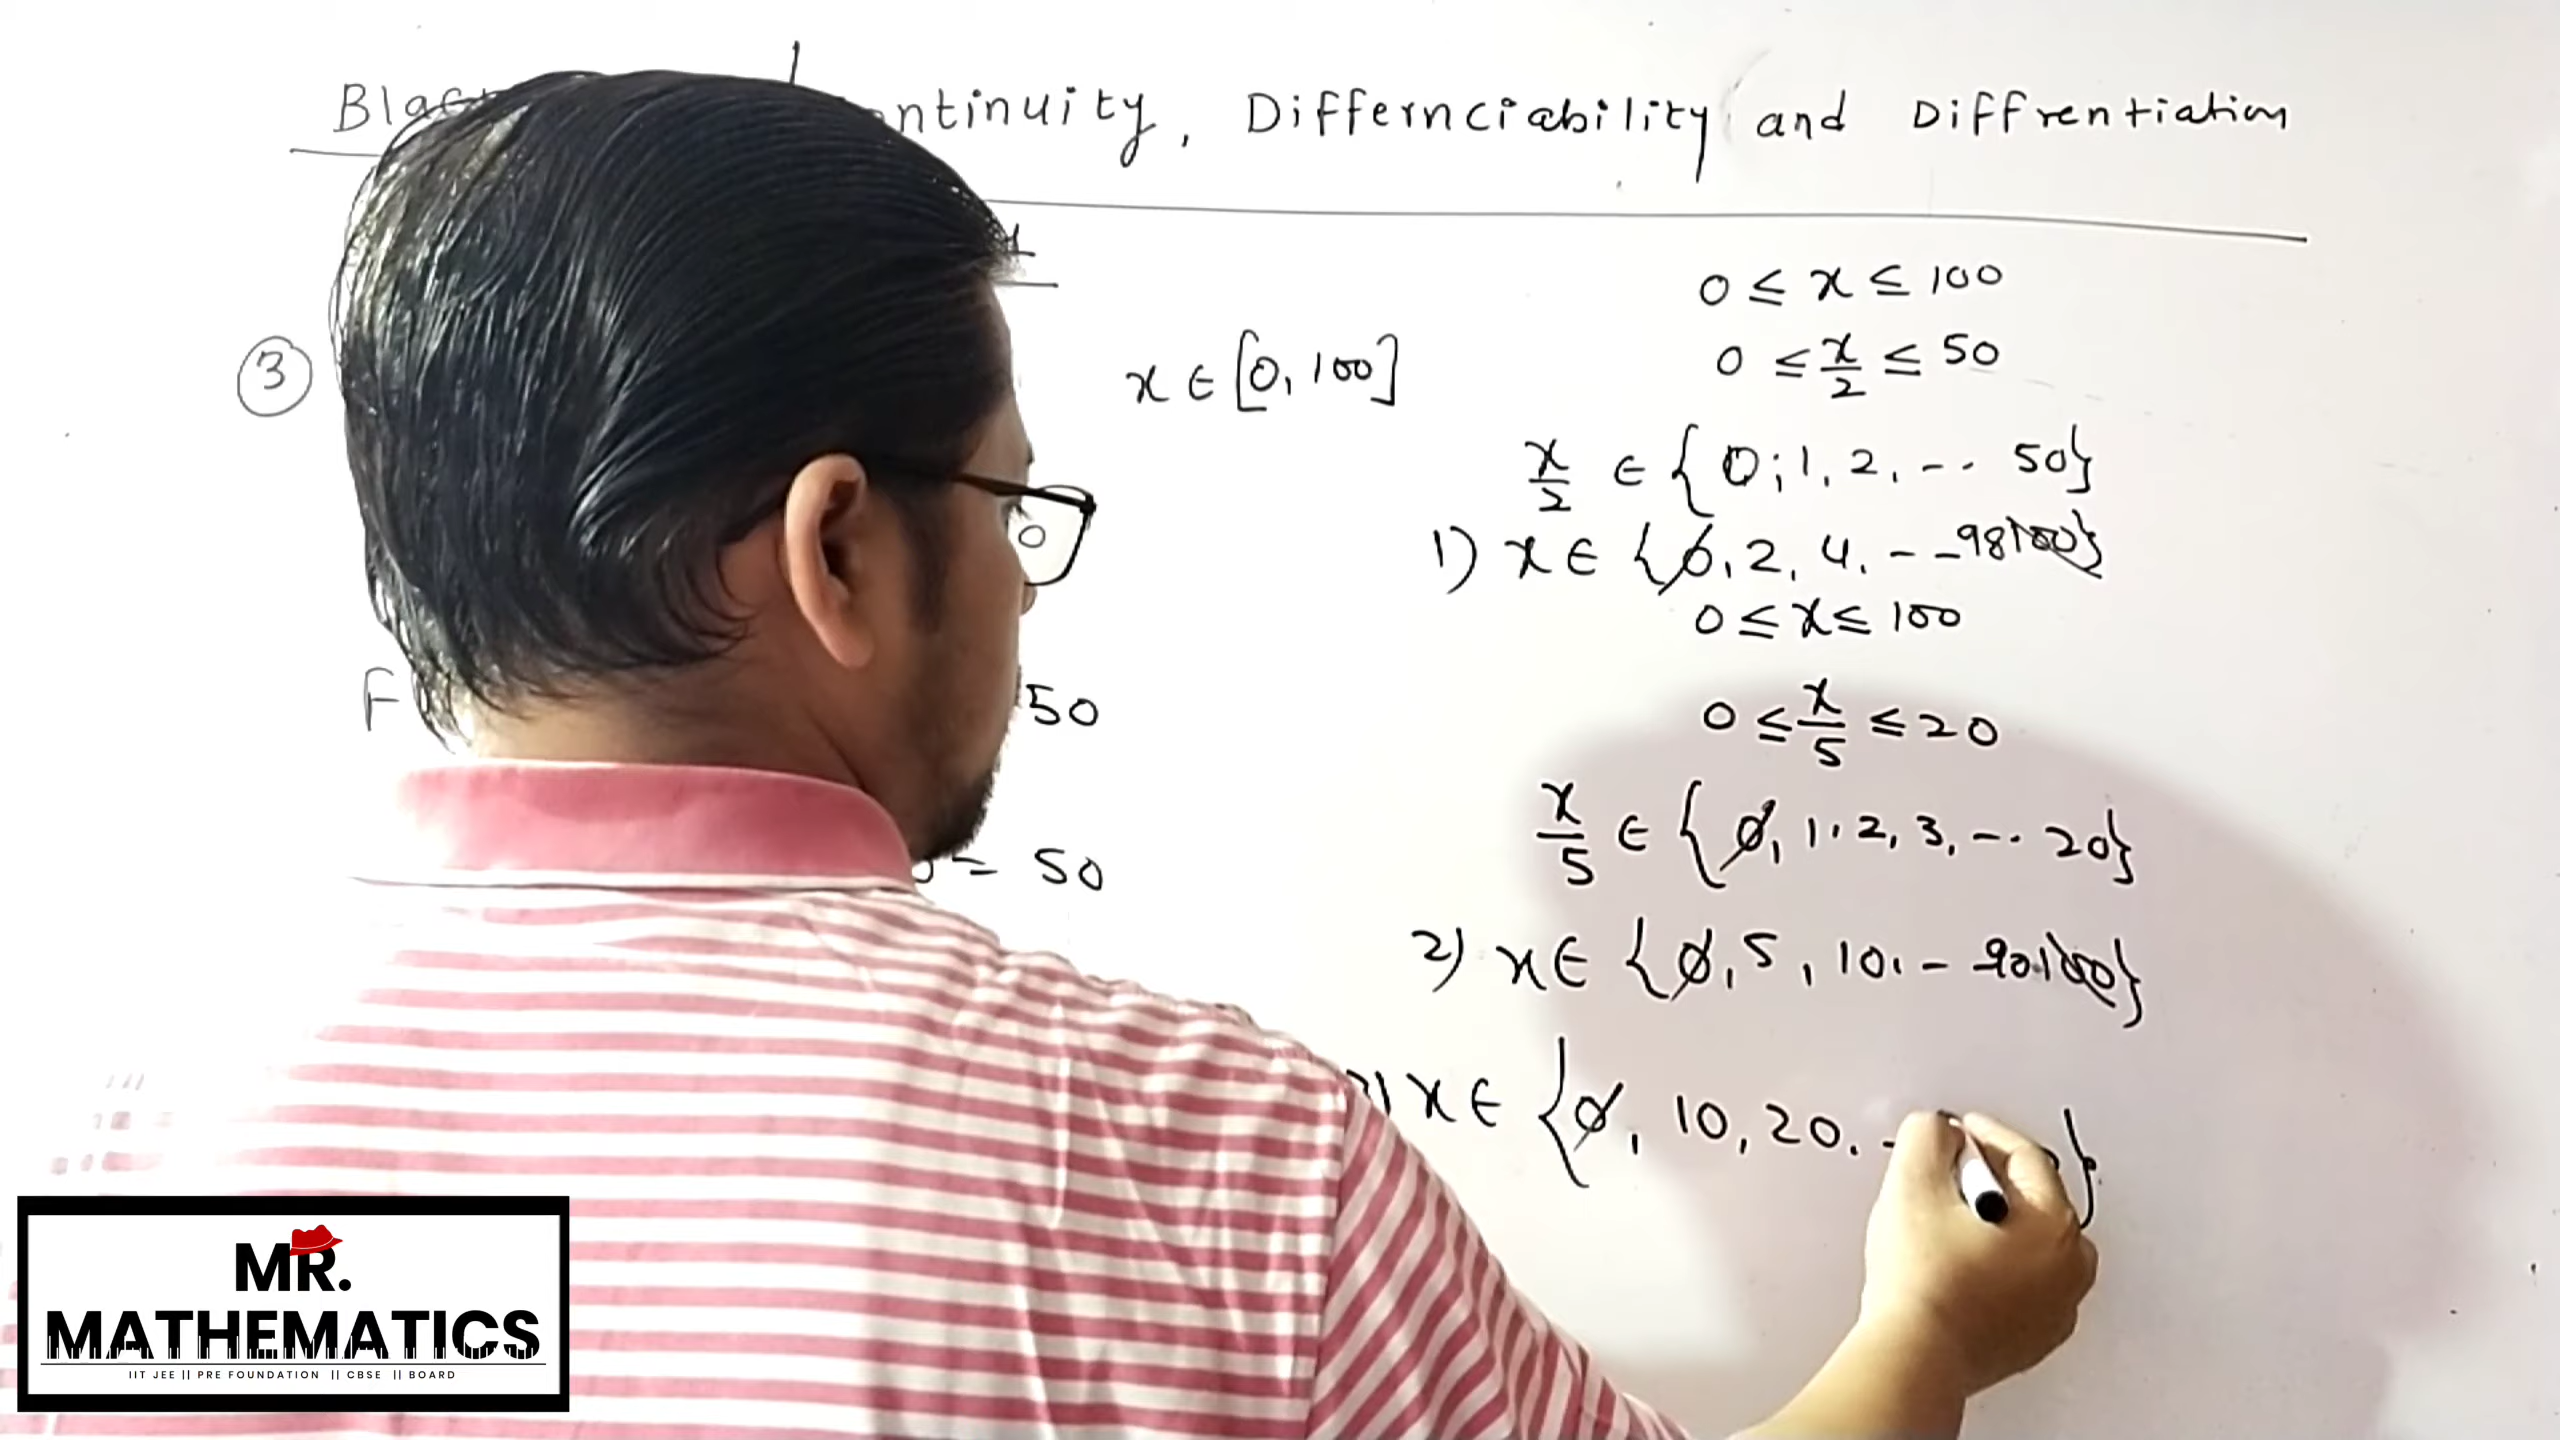 ntinuity, Differnciability and Diffrentiation
0 ≤ x ≤ 100
3
x ∈ [0, 100]
0 ≤ x/2 ≤ 50
x/2 ∈ {0; 1, 2, -- 50}
0
1) x ∈ {0, 2, 4, -- 98 100}
0 ≤ x ≤ 100
F
50
0 ≤ x/5 ≤ 20
x/5 ∈ {0, 1, 2, 3, -- 20}
= 50
2) x ∈ {0, 5, 10, - 90, 100}
x ∈ {0, 10, 20, - }
MR.
MATHEMATICS
IIT JEE || PRE FOUNDATION || CBSE || BOARD